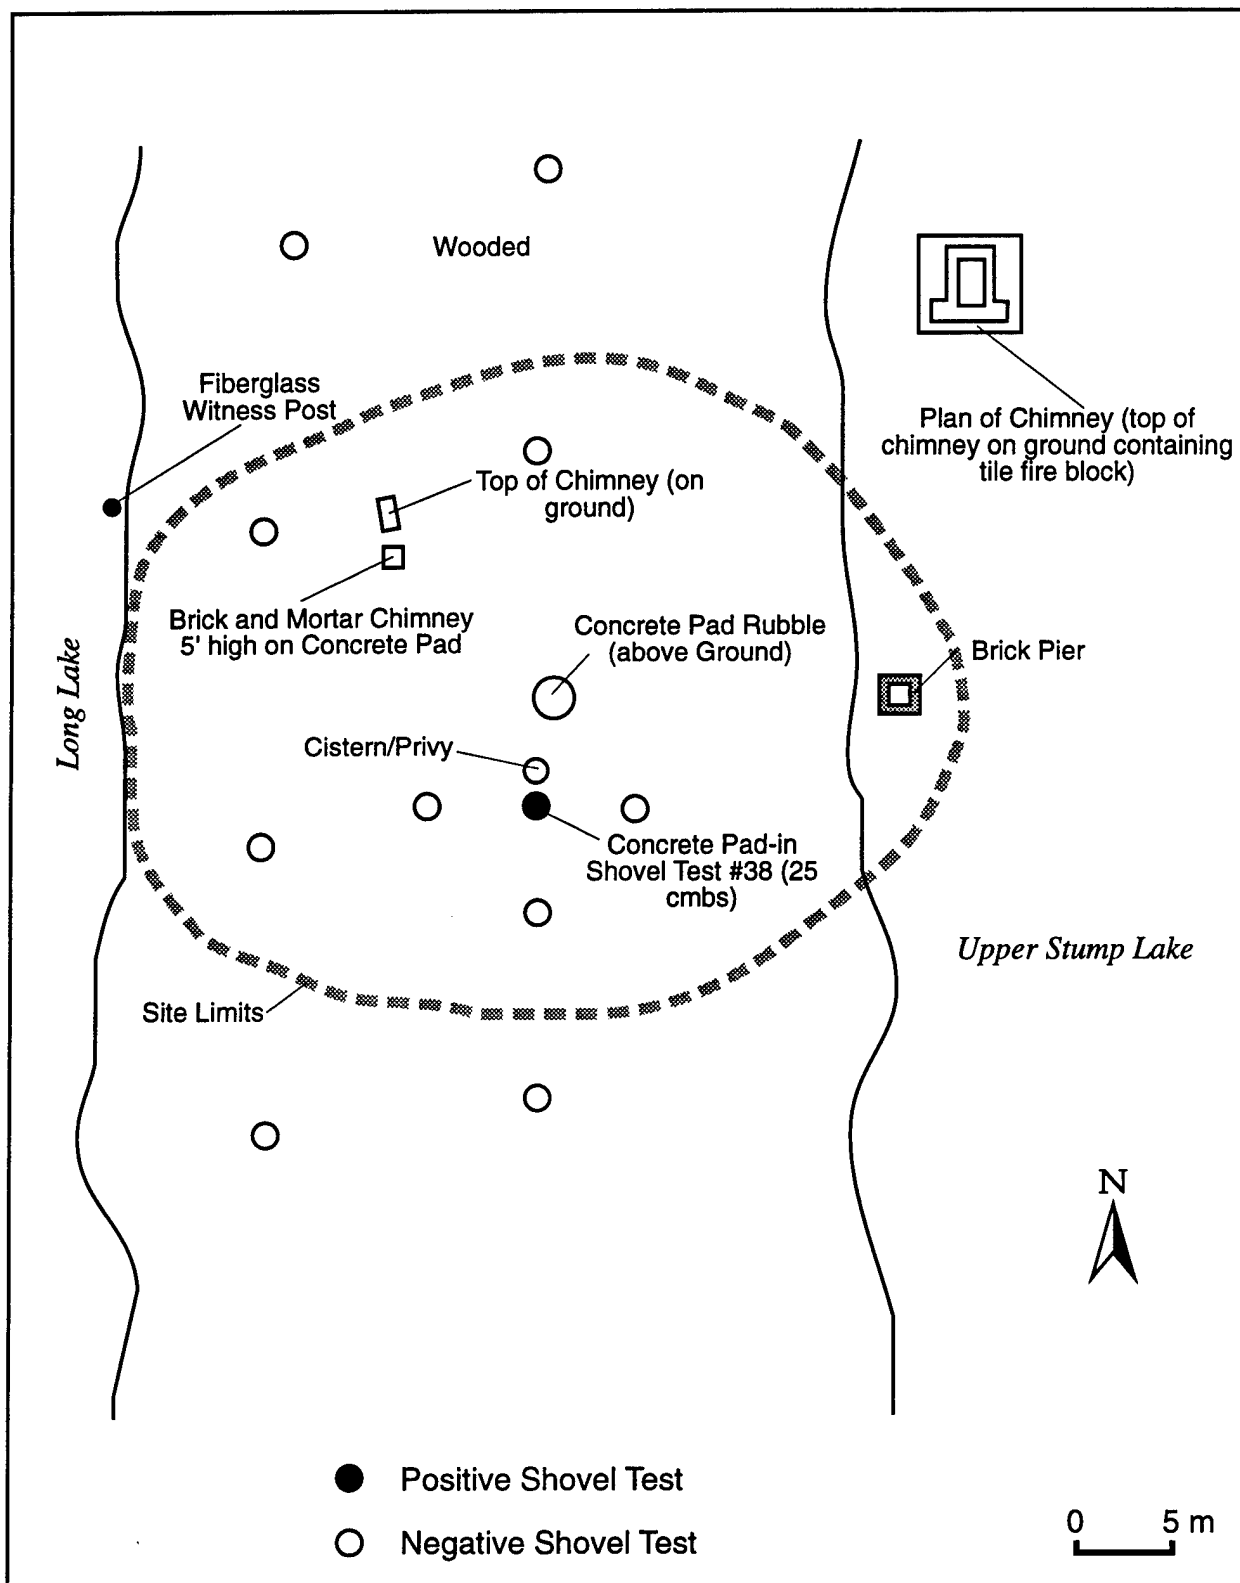 Wooded
Fiberglass
Witness Post
Plan of Chimney (top of
chimney on ground containing
tile fire block)
Top of Chimney (on
ground)
Brick and Mortar Chimney
5' high on Concrete Pad
Concrete Pad Rubble
(above Ground)
Brick Pier
Long Lake
Cistern/Privy
Concrete Pad-in
Shovel Test #38 (25
cmbs)
Upper Stump Lake
Site Limits
N
Positive Shovel Test
Negative Shovel Test
0 5 m